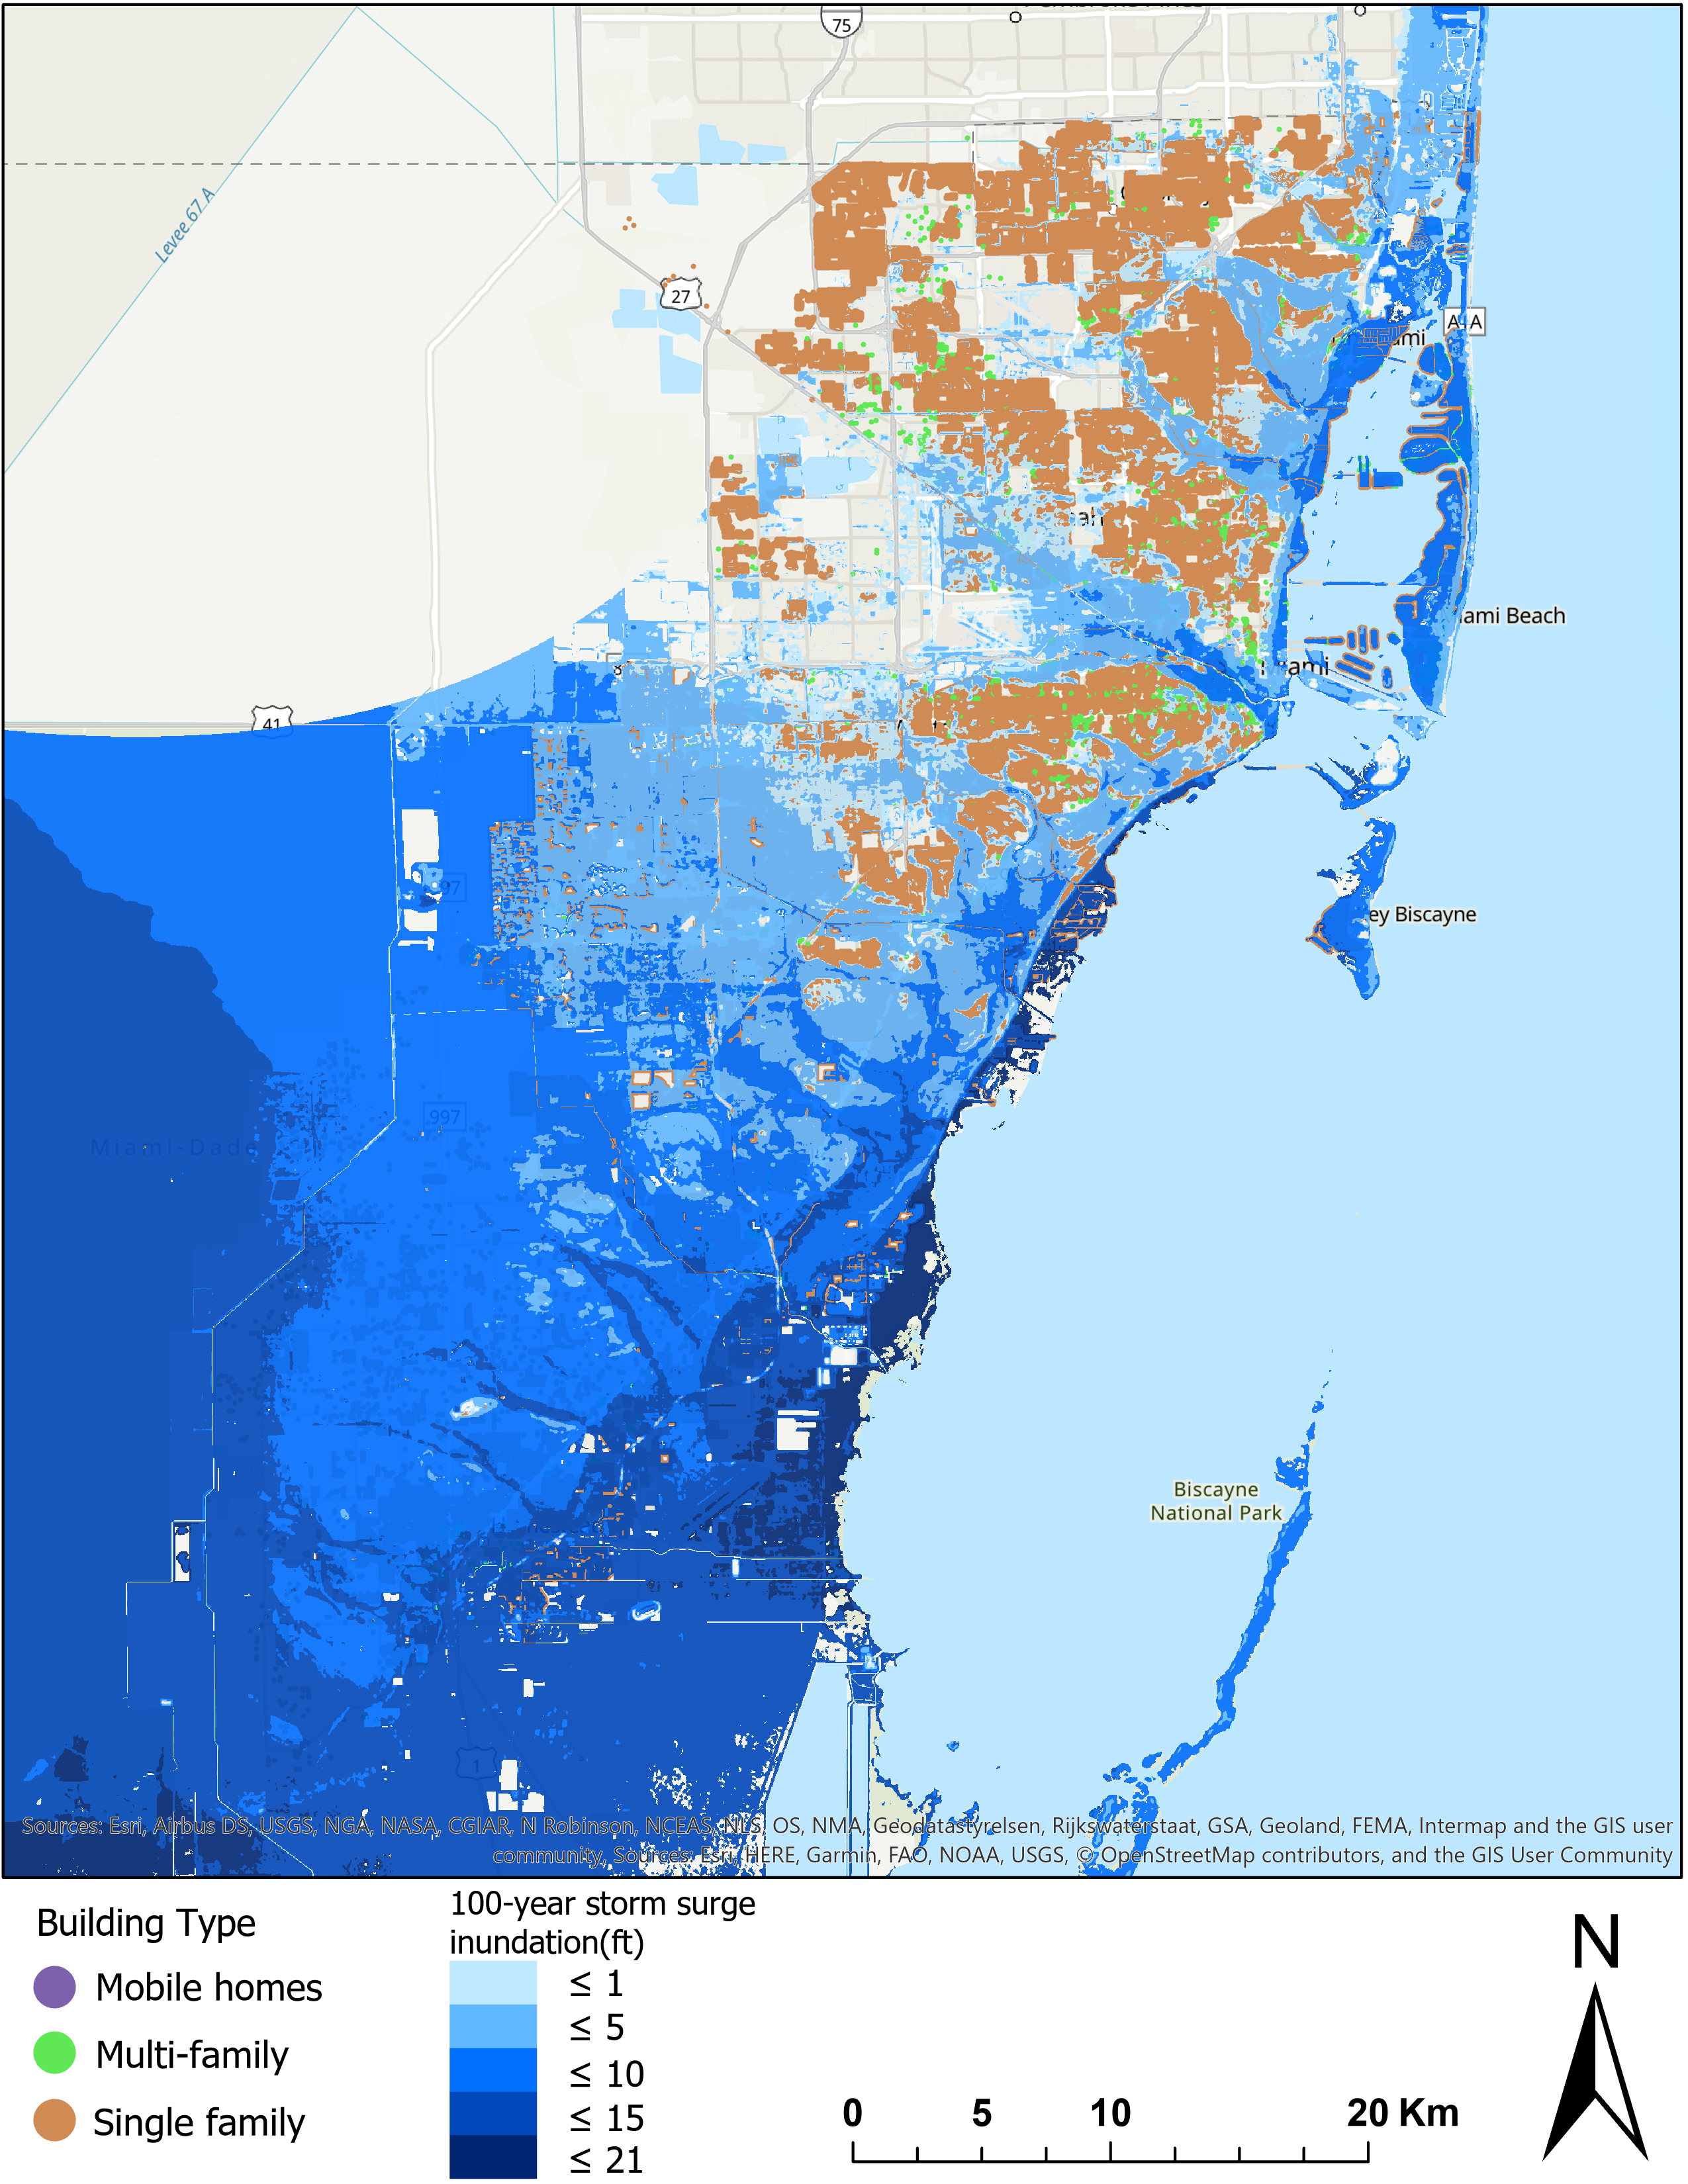 75
Levee 67 A
27
A1A
ami
ami Beach
iami
41
997
ey Biscayne
997
Miami-Dade
Biscayne
National Park
1
Sources: Esri, Airbus DS, USGS, NGA, NASA, CGIAR, N Robinson, NCEAS, NLS, OS, NMA, Geodatastyrelsen, Rijkswaterstaat, GSA, Geoland, FEMA, Intermap and the GIS user
community, Sources: Esri, HERE, Garmin, FAO, NOAA, USGS, © OpenStreetMap contributors, and the GIS User Community
Building Type
Mobile homes
Multi-family
Single family
100-year storm surge
inundation(ft)
≤ 1
≤ 5
≤ 10
≤ 15
≤ 21
0 5 10 20 Km
N